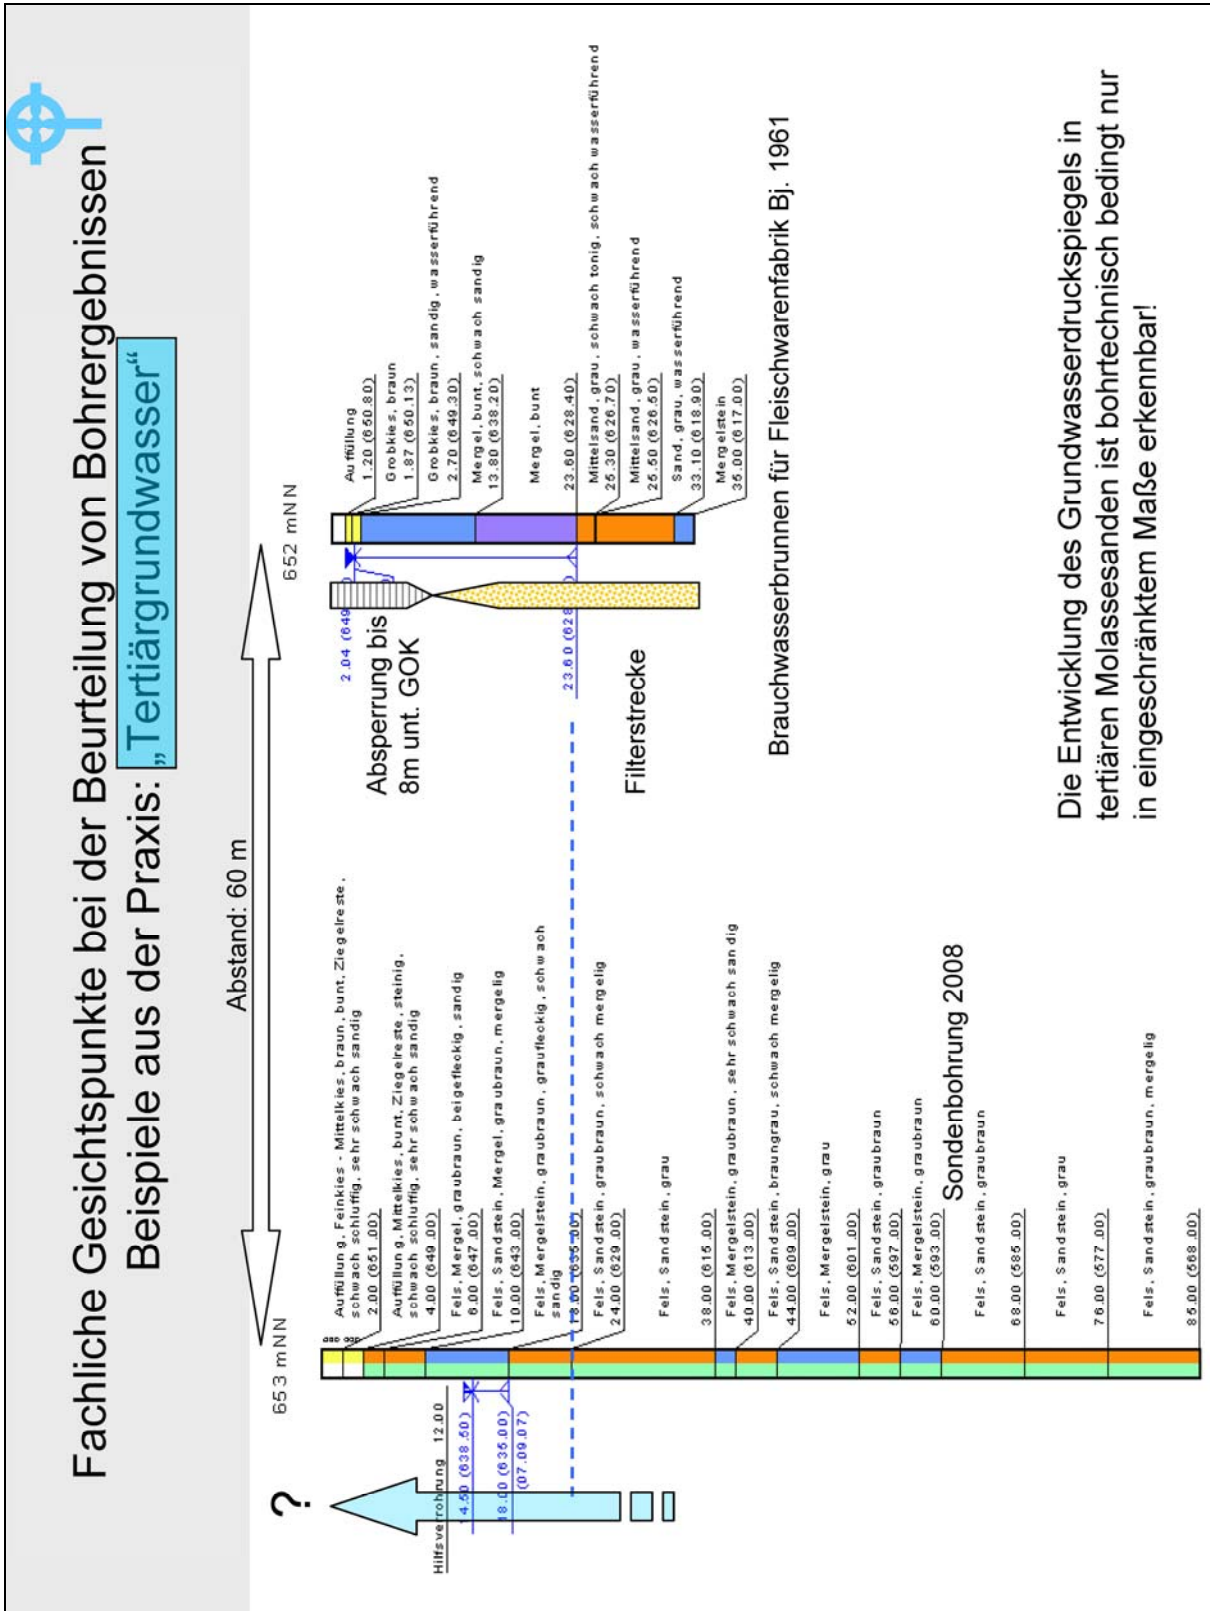 Fachliche Gesichtspunkte bei der Beurteilung von Bohrergebnissen
Beispiele aus der Praxis: „Tertiärgrundwasser“
Abstand: 60 m
653 mNN
652 mNN
?
Auffüllung, Feinkies - Mittelkies, braun, bunt, Ziegelreste,
schwach schluffig, sehr schwach sandig
2.00 (651.00)
Auffüllung, Mittelkies, bunt, Ziegelreste, steinig,
schwach schluffig, sehr schwach sandig
4.00 (649.00)
Fels, Mergel, graubraun, beigefleckig, sandig
6.00 (647.00)
Fels, Sandstein, Mergel, graubraun, mergelig
10.00 (643.00)
Fels, Mergelstein, graubraun, graufleckig, schwach
sandig
18.00 (635.00)
Fels, Sandstein, graubraun, schwach mergelig
24.00 (629.00)
Fels, Sandstein, grau
38.00 (615.00)
Fels, Mergelstein, graubraun, sehr schwach sandig
40.00 (613.00)
Fels, Sandstein, braungrau, schwach mergelig
44.00 (609.00)
Fels, Mergelstein, grau
52.00 (601.00)
Fels, Sandstein, graubraun
56.00 (597.00)
Fels, Mergelstein, graubraun
60.00 (593.00)
Sondenbohrung 2008
Fels, Sandstein, graubraun
68.00 (585.00)
Fels, Sandstein, grau
76.00 (577.00)
Fels, Sandstein, graubraun, mergelig
85.00 (568.00)
Hilfsverrohrung 12.00
14.50 (638.50)
18.00 (635.00)
(07.09.07)
2.04 (649
Absperrung bis
8m unt. GOK
23.60 (628
Filterstrecke
Auffüllung
1.20 (650.80)
Grobkies, braun
1.87 (650.13)
Grobkies, braun, sandig, wasserführend
2.70 (649.30)
Mergel, bunt, schwach sandig
13.80 (638.20)
Mergel, bunt
23.60 (628.40)
Mittelsand, grau, schwach tonig, schwach wasserführend
25.30 (626.70)
Mittelsand, grau, wasserführend
25.50 (626.50)
Sand, grau, wasserführend
33.10 (618.90)
Mergelstein
35.00 (617.00)
Brauchwasserbrunnen für Fleischwarenfabrik Bj. 1961
Die Entwicklung des Grundwasserdruckspiegels in
tertiären Molassesanden ist bohrtechnisch bedingt nur
in eingeschränktem Maße erkennbar!